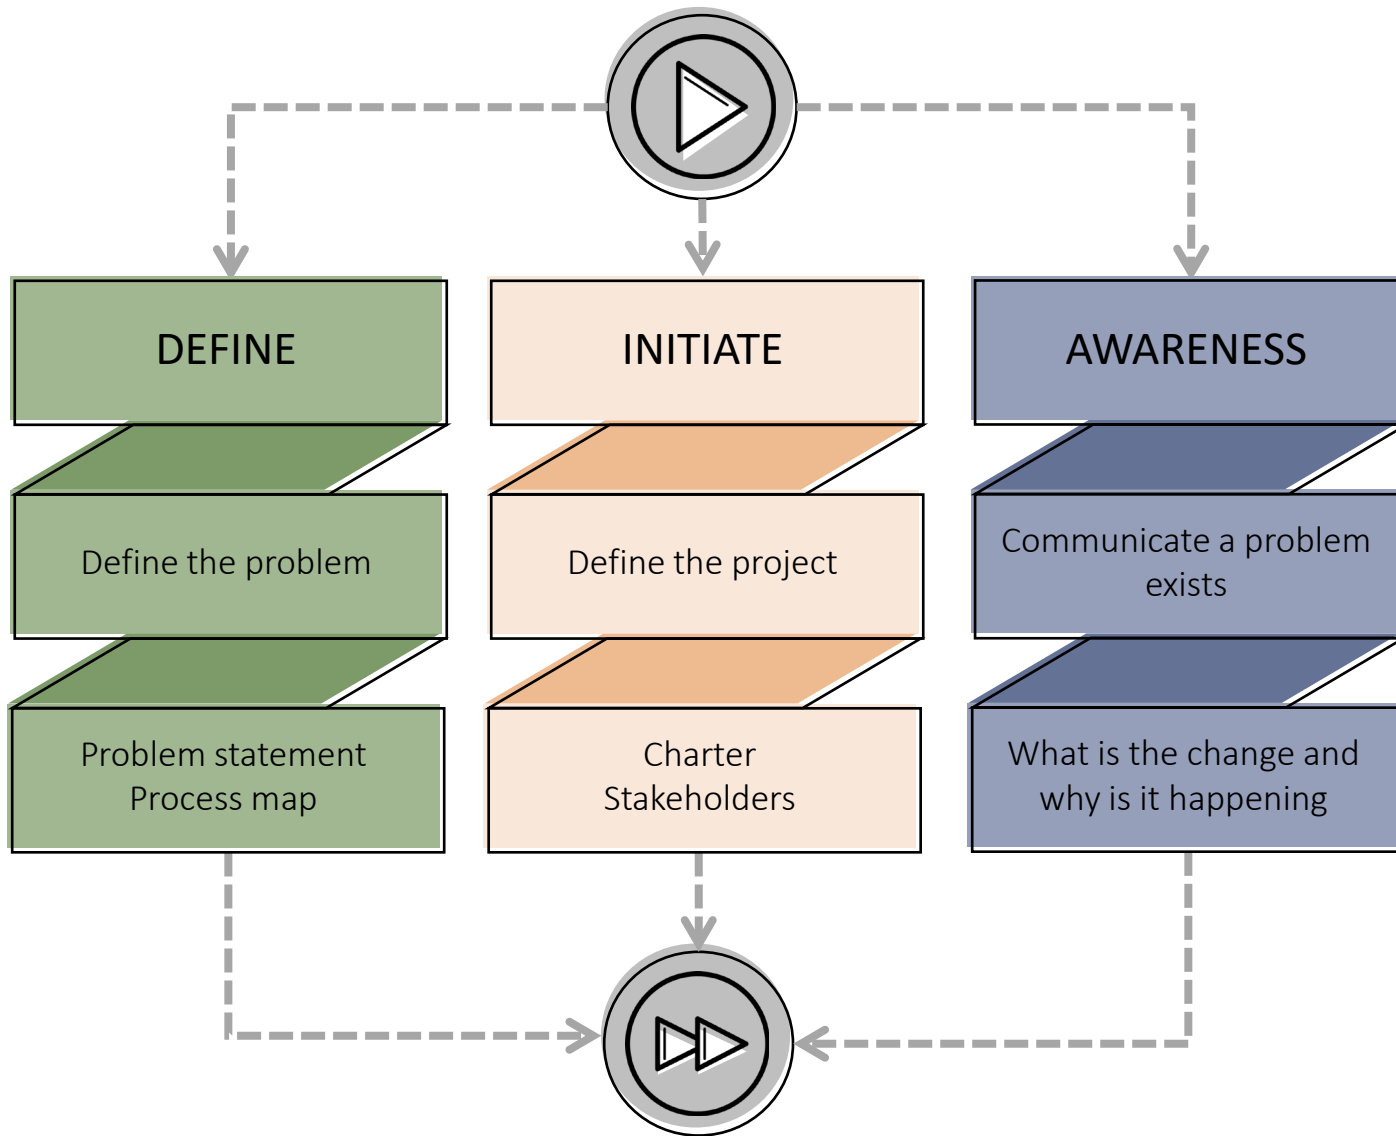 DEFINE
Define the problem
Problem statement
Process map
INITIATE
Define the project
Charter
Stakeholders
AWARENESS
Communicate a problem
exists
What is the change and
why is it happening